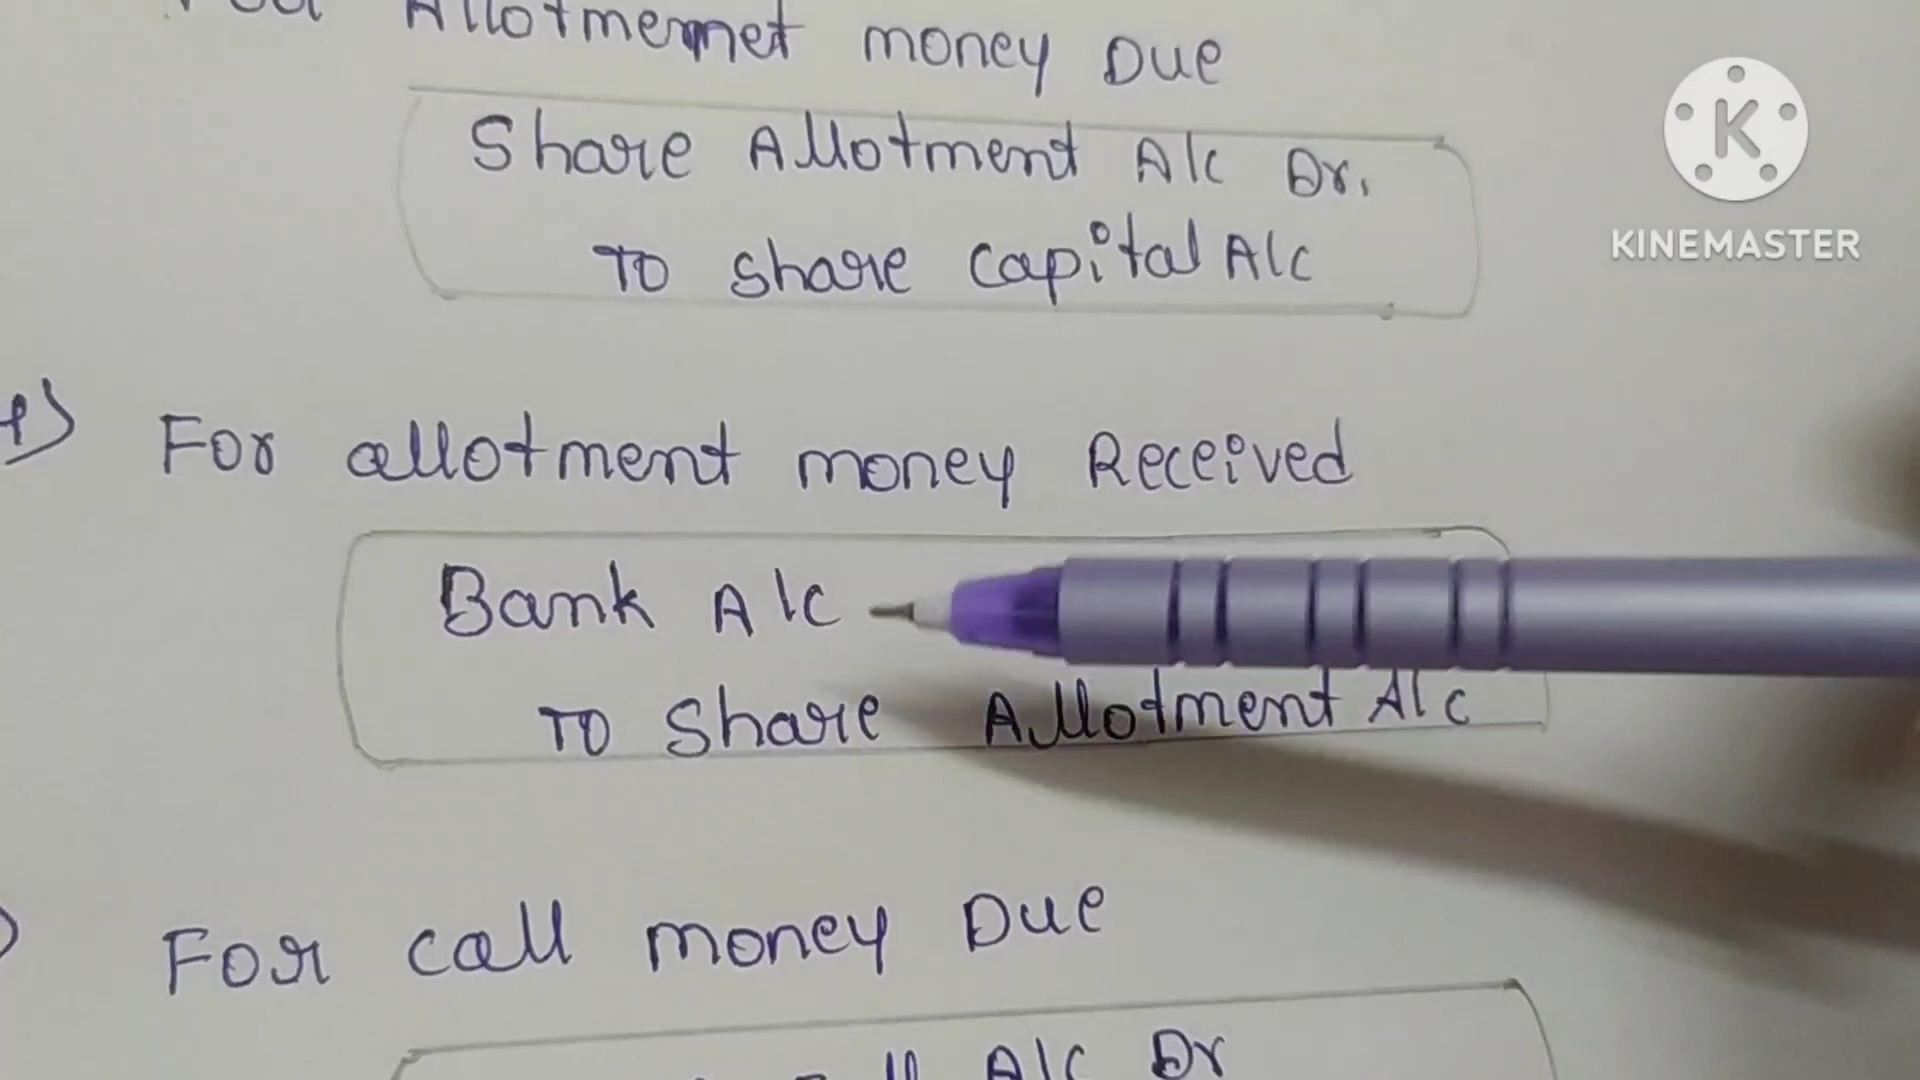 Allotmemnet money Due
Share Allotment A/c Dr.
To share capital A/c
KINEMASTER
For allotment money Received
Bank A/c
To Share Allotment A/c
For call money Due
A/c Dr